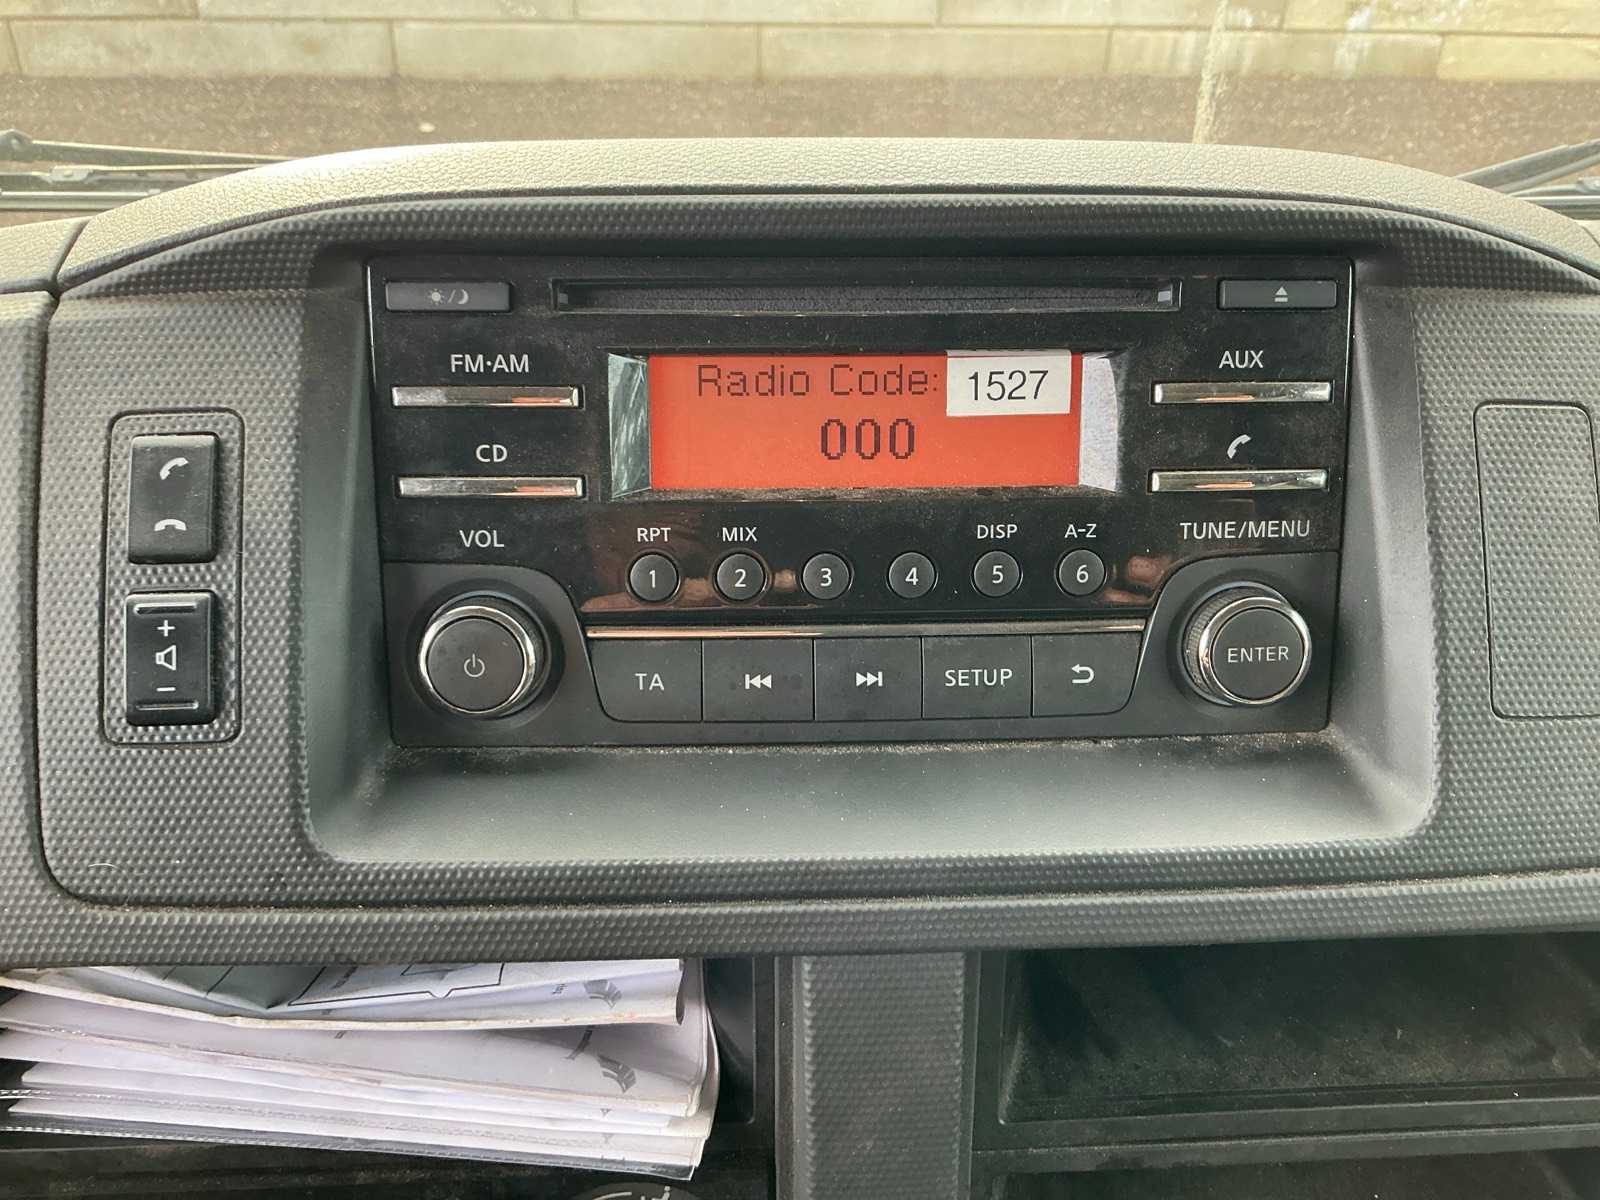 FM·AM
AUX
Radio Code: 1527
000
CD
VOL
RPT MIX DISP A-Z
TUNE/MENU
1 2 3 4 5 6
+
-
TA SETUP
ENTER